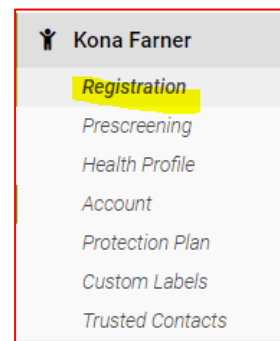 Kona Farner
Registration
Prescreening
Health Profile
Account
Protection Plan
Custom Labels
Trusted Contacts